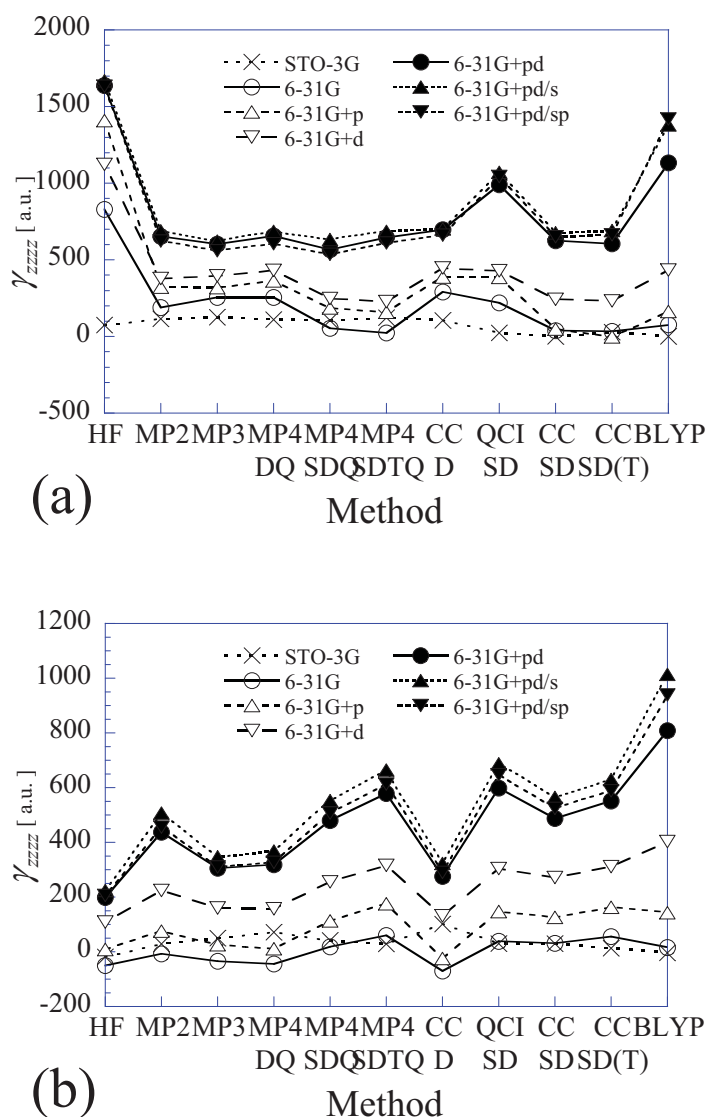 2000
1500
1000
500
0
-500
γzzzz [ a.u. ]
STO-3G
6-31G
6-31G+p
6-31G+d
6-31G+pd
6-31G+pd/s
6-31G+pd/sp
HF MP2 MP3 MP4 MP4 MP4 CC QCI CC CC BLYP
DQ SDQ SDTQ D SD SD SD(T)
Method
(a)
1200
1000
800
600
400
200
0
-200
γzzzz [ a.u. ]
STO-3G
6-31G
6-31G+p
6-31G+d
6-31G+pd
6-31G+pd/s
6-31G+pd/sp
HF MP2 MP3 MP4 MP4 MP4 CC QCI CC CC BLYP
DQ SDQ SDTQ D SD SD SD(T)
Method
(b)